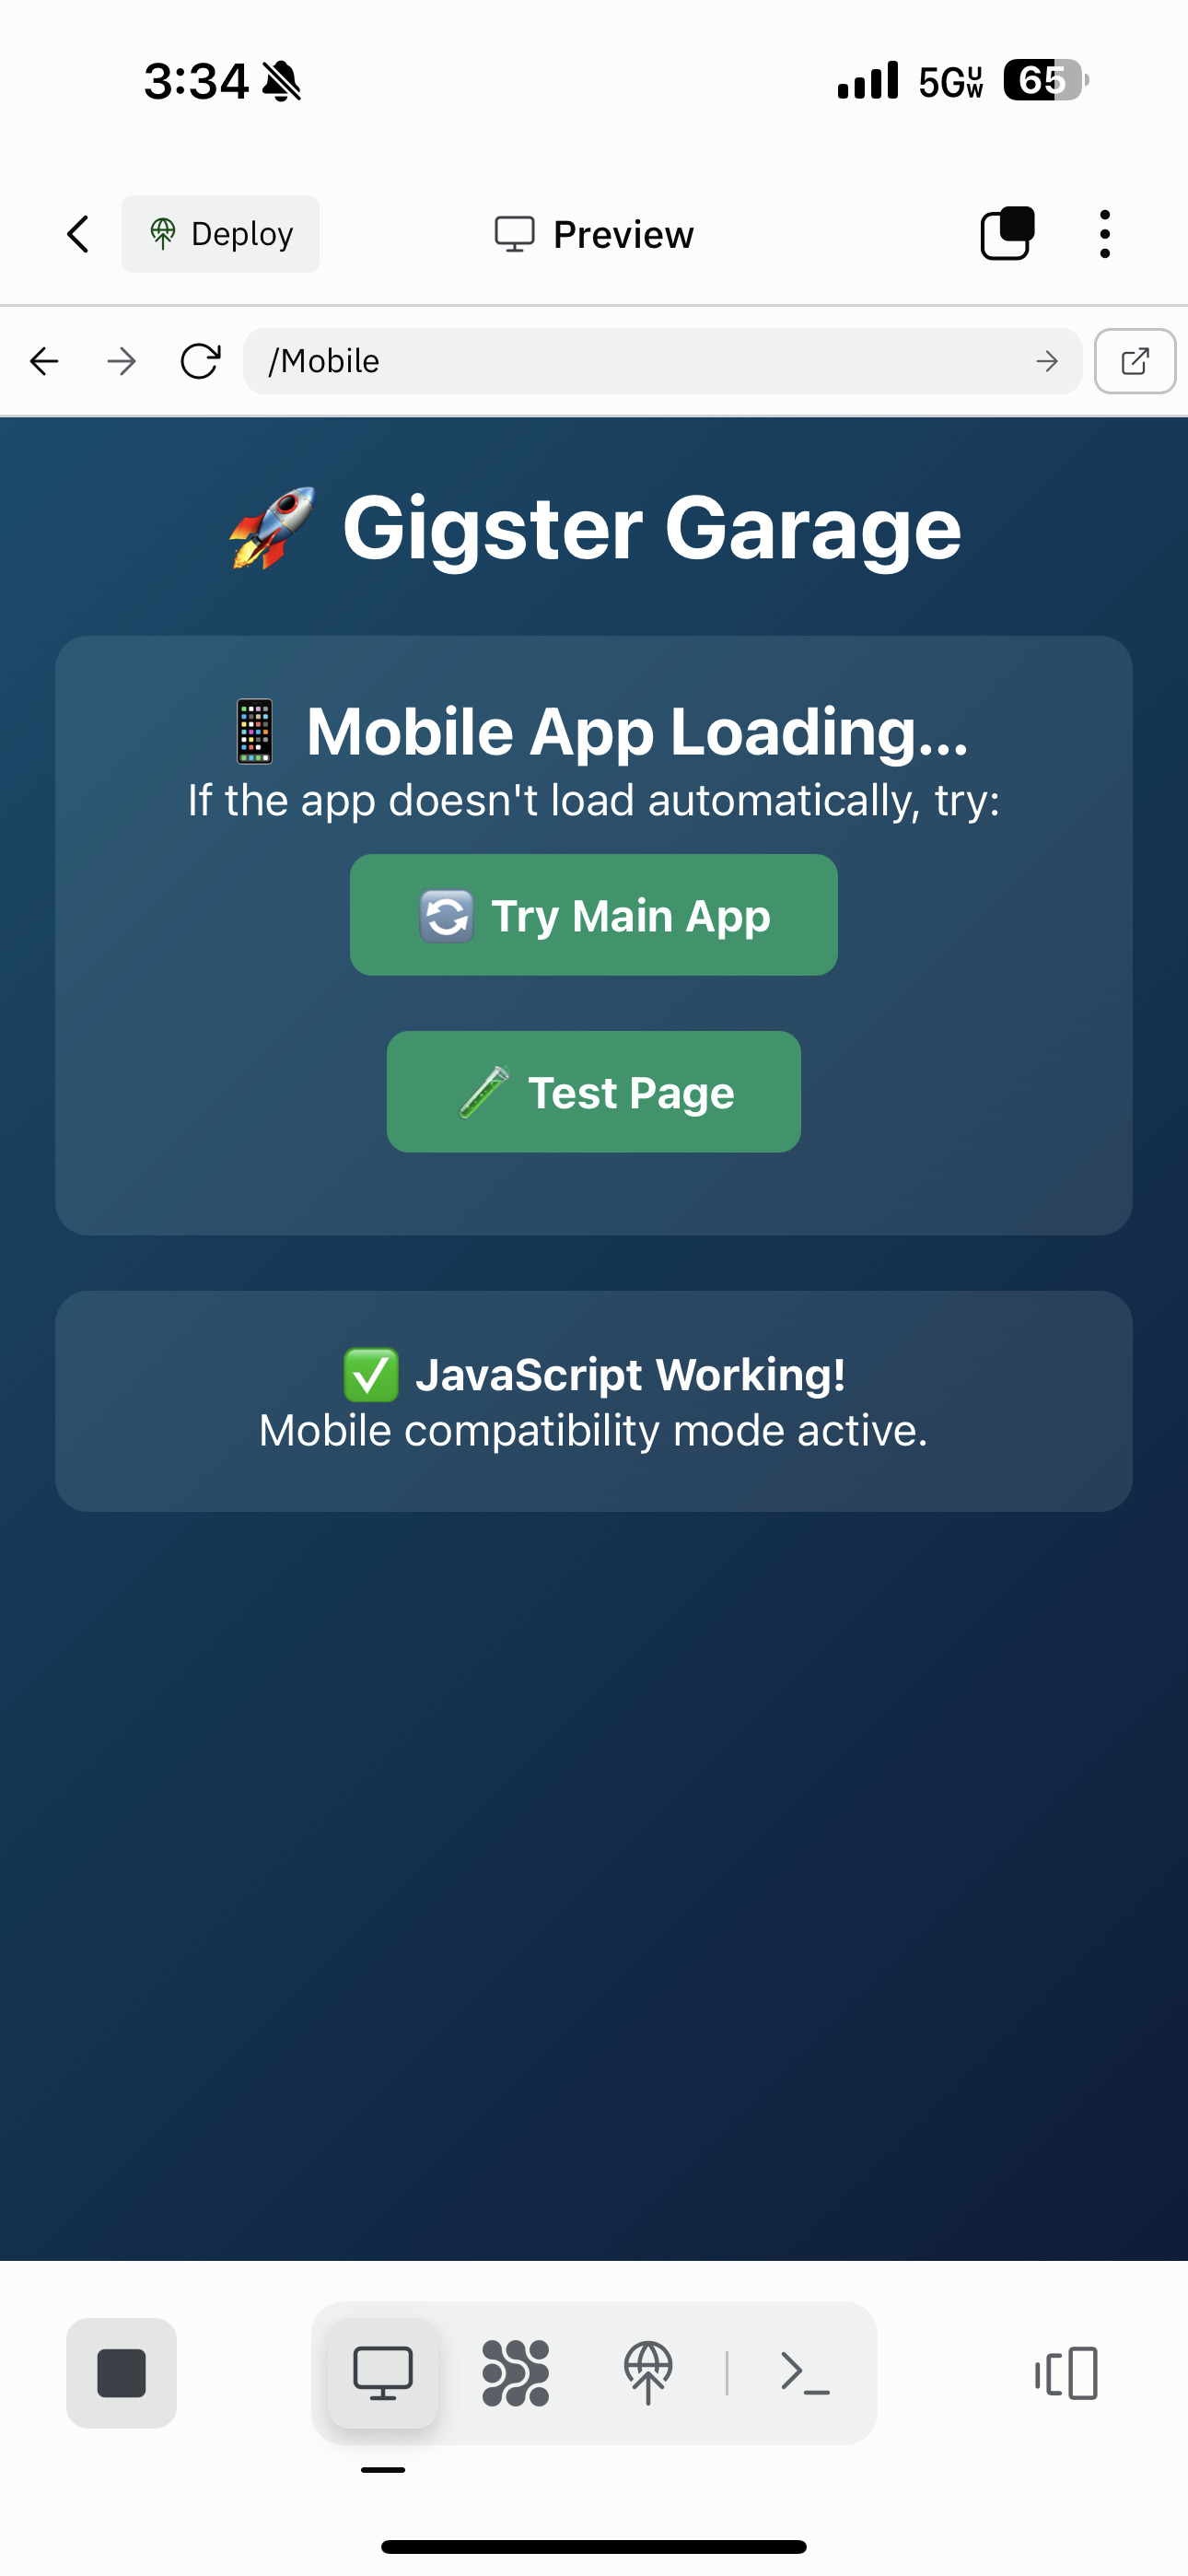 3:34
5G UW
65
Deploy
Preview
/Mobile
Gigster Garage
Mobile App Loading...
If the app doesn't load automatically, try:
Try Main App
Test Page
JavaScript Working!
Mobile compatibility mode active.